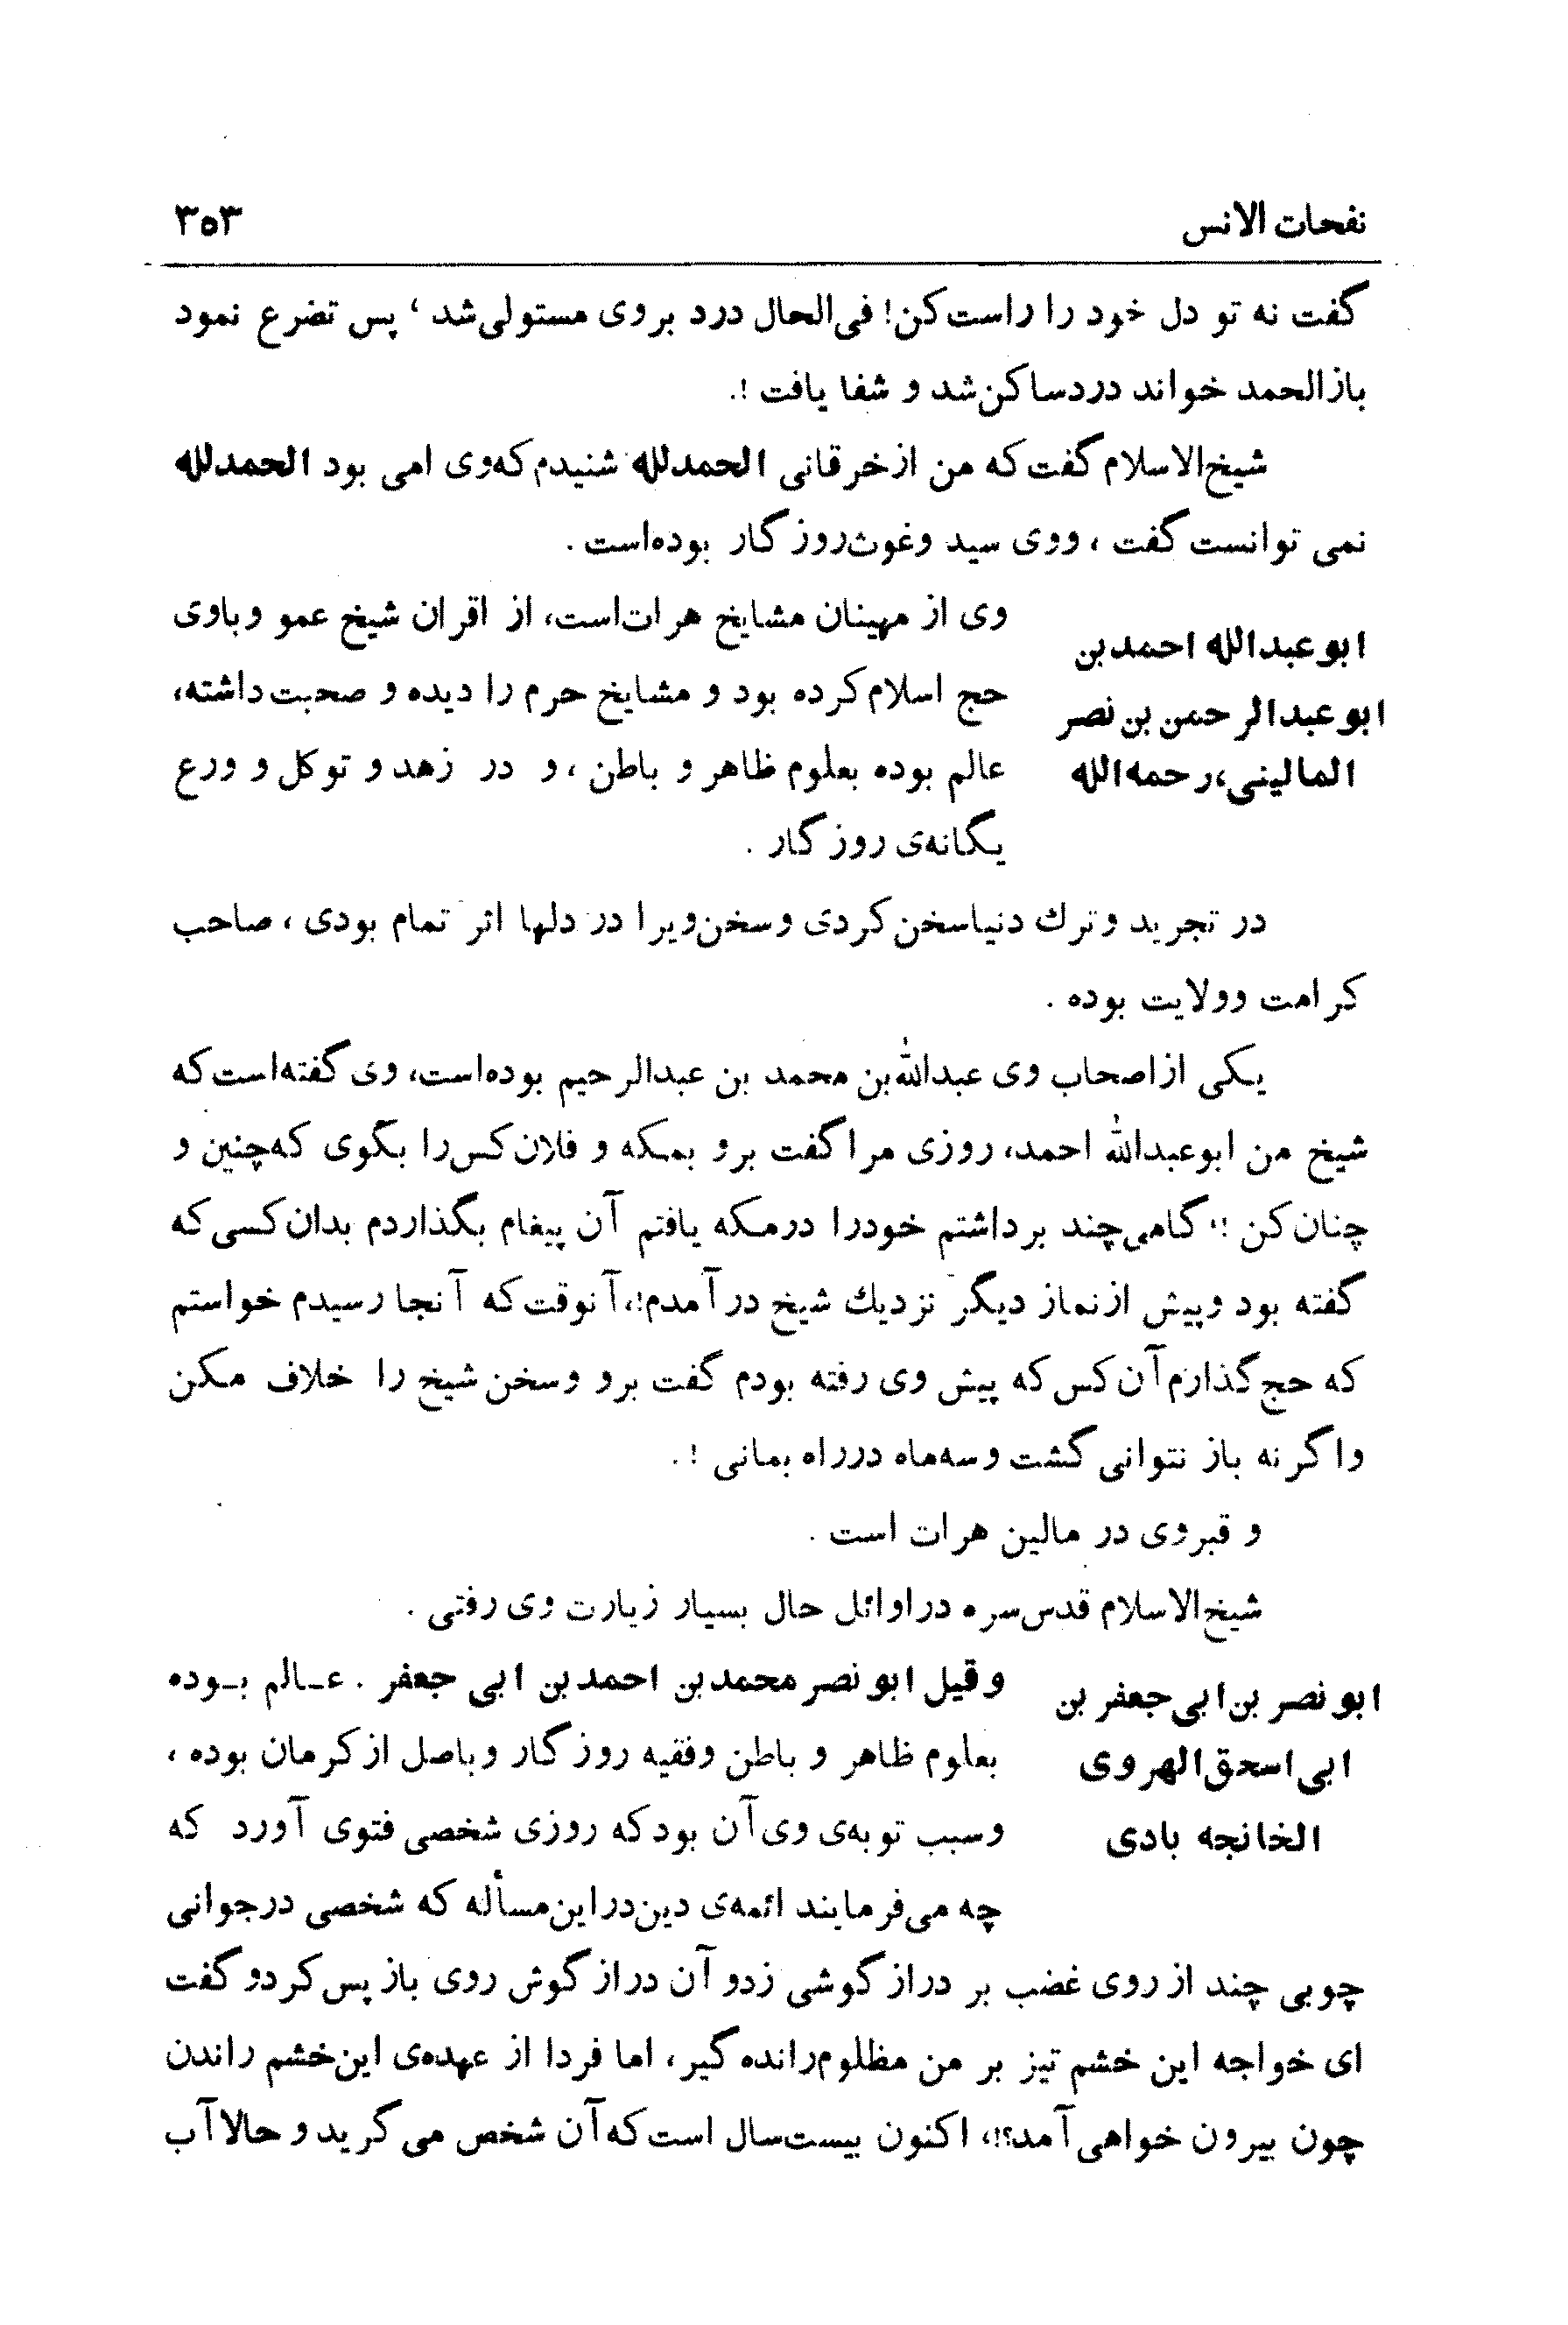 نفحات الانس
۳۵۳
گفت نه تو دل خود را راست‌کن! فی‌الحال درد بروی مستولی‌شد ، پس تضرع نمود
بازالحمد خواند دردساکن‌شد و شفا یافت !.
شیخ‌الاسلام گفت‌که من ازخرقانی الحمدلله شنیدم‌که‌وی امی بود الحمدلله
نمی توانست گفت ، ووی سید وغوث‌روزگار بوده‌است .
ابوعبدالله احمدبن
ابوعبدالرحمن‌بن‌نصر
المالینی،رحمه‌الله
وی از مهینان مشایخ هرات‌است، از اقران شیخ عمو وباوی
حج اسلام‌کرده بود و مشایخ حرم را دیده و صحبت‌داشته،
عالم بوده بعلوم ظاهر و باطن ، و در زهد و توکل و ورع
یگانه‌ی روزگار .
در تجرید وترك دنیاسخن‌کردی وسخن‌ویرا در دلها اثر تمام بودی ، صاحب
کرامت وولایت بوده .
یکی ازاصحاب وی عبدالله‌بن محمد بن عبدالرحیم بوده‌است، وی گفته‌است‌که
شیخ من ابوعبدالله احمد، روزی مراگفت برو بمکه و فلان‌کس‌را بگوی که‌چنین و
چنان‌کن !، گامی‌چند برداشتم خودرا درمکه یافتم آن پیغام بگذاردم بدان‌کسی‌که
گفته بود وپیش ازنماز دیگر نزدیك شیخ درآمدم!،آنوقت‌که آنجا رسیدم خواستم
که حج‌گذارم‌آن‌کس‌که پیش وی رفته بودم گفت برو وسخن‌شیخ را خلاف مکن
واگرنه باز نتوانی‌گشت وسه‌ماه درراه بمانی !.
و قبروی در مالین هرات است .
شیخ‌الاسلام قدس‌سره دراوائل حال بسیار زیارت وی رفتی .
ابونصربن‌ابی‌جعفربن
ابی‌اسحق‌الهروی
الخانجه بادی
وقیل ابونصرمحمدبن احمدبن ابی جعفر . عـالم بـوده
بعلوم ظاهر و باطن وفقیه روزگار وباصل ازکرمان بوده ،
وسبب توبه‌ی وی‌آن بودکه روزی شخصی فتوی آورد که
چه می‌فرمایند ائمه‌ی دین‌دراین‌مسأله که شخصی درجوانی
چوبی چند ازروی غضب بر درازگوشی زدو آن درازگوش روی بازپس‌کردو گفت
ای خواجه این خشم تیز بر من مظلوم‌رانده‌گیر، اما فردا از عهده‌ی این‌خشم راندن
چون بیرون خواهی‌آمد؟!، اکنون بیست‌سال است‌که‌آن شخص می‌گرید و حالاآب